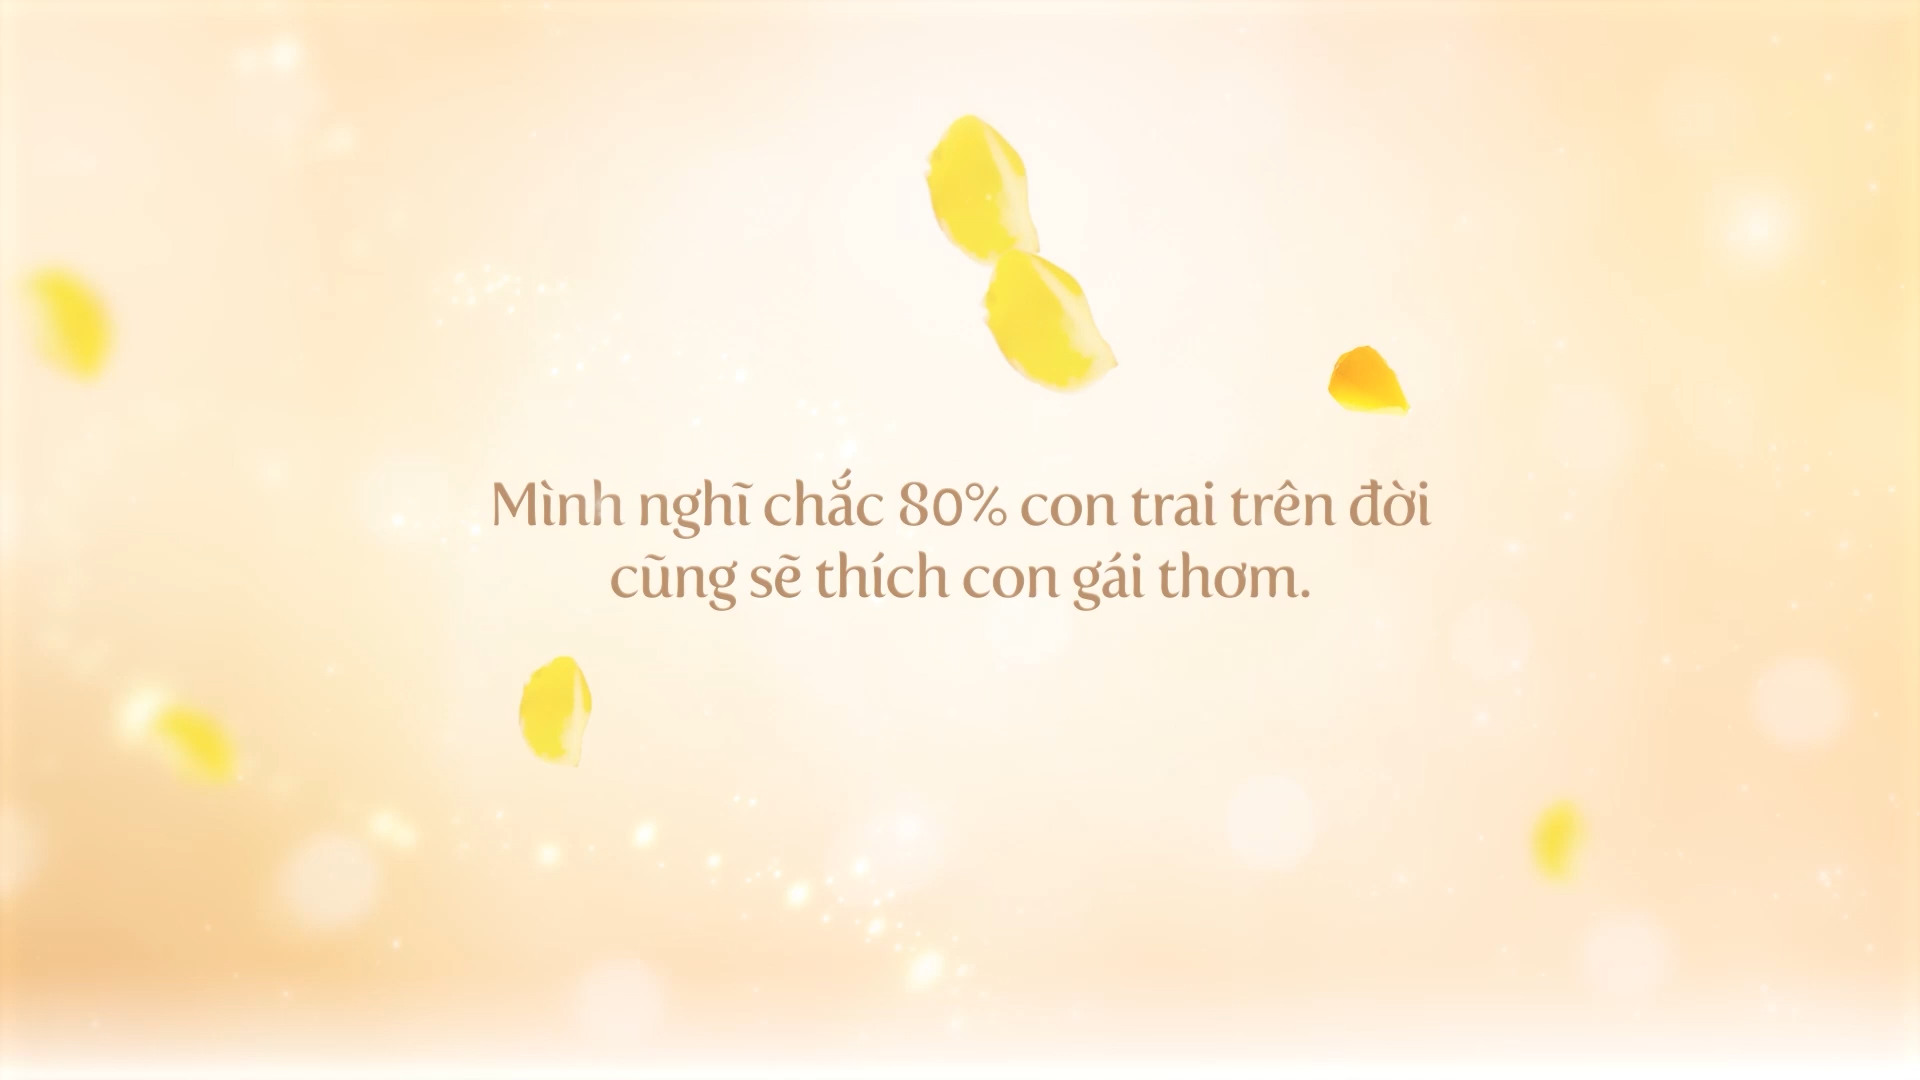 Mình nghĩ chắc 80% con trai trên đời
cũng sẽ thích con gái thơm.